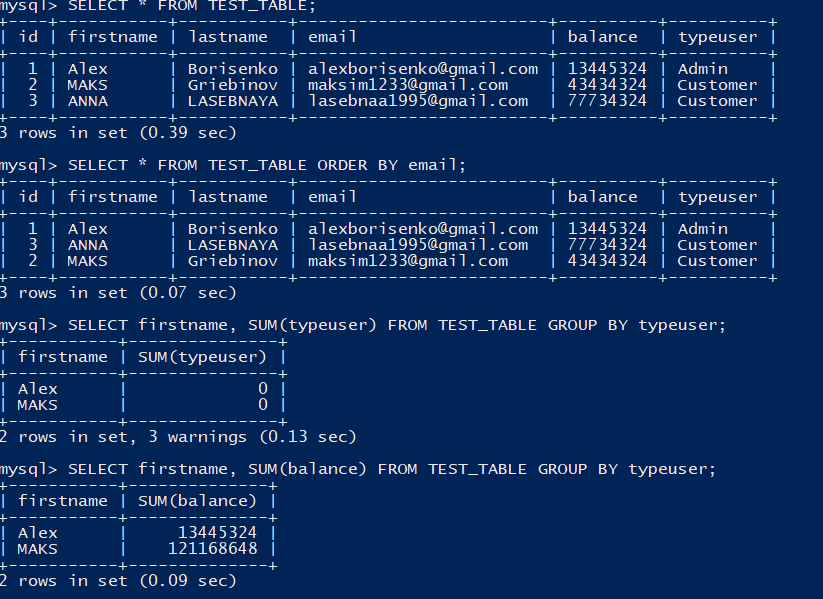 mysql> SELECT * FROM TEST_TABLE;
+----+-----------+-----------+-------------------------+----------+----------+
| id | firstname | lastname  | email                   | balance  | typeuser |
+----+-----------+-----------+-------------------------+----------+----------+
|  1 | Alex      | Borisenko | alexborisenko@gmail.com | 13445324 | Admin    |
|  2 | MAKS      | Griebinov | maksim1233@gmail.com    | 43434324 | Customer |
|  3 | ANNA      | LASEBNAYA | lasebnaa1995@gmail.com  | 77734324 | Customer |
+----+-----------+-----------+-------------------------+----------+----------+
3 rows in set (0.39 sec)
mysql> SELECT * FROM TEST_TABLE ORDER BY email;
+----+-----------+-----------+-------------------------+----------+----------+
| id | firstname | lastname  | email                   | balance  | typeuser |
+----+-----------+-----------+-------------------------+----------+----------+
|  1 | Alex      | Borisenko | alexborisenko@gmail.com | 13445324 | Admin    |
|  3 | ANNA      | LASEBNAYA | lasebnaa1995@gmail.com  | 77734324 | Customer |
|  2 | MAKS      | Griebinov | maksim1233@gmail.com    | 43434324 | Customer |
+----+-----------+-----------+-------------------------+----------+----------+
3 rows in set (0.07 sec)
mysql> SELECT firstname, SUM(typeuser) FROM TEST_TABLE GROUP BY typeuser;
+-----------+---------------+
| firstname | SUM(typeuser) |
+-----------+---------------+
| Alex      |             0 |
| MAKS      |             0 |
+-----------+---------------+
2 rows in set, 3 warnings (0.13 sec)
mysql> SELECT firstname, SUM(balance) FROM TEST_TABLE GROUP BY typeuser;
+-----------+--------------+
| firstname | SUM(balance) |
+-----------+--------------+
| Alex      |     13445324 |
| MAKS      |    121168648 |
+-----------+--------------+
2 rows in set (0.09 sec)